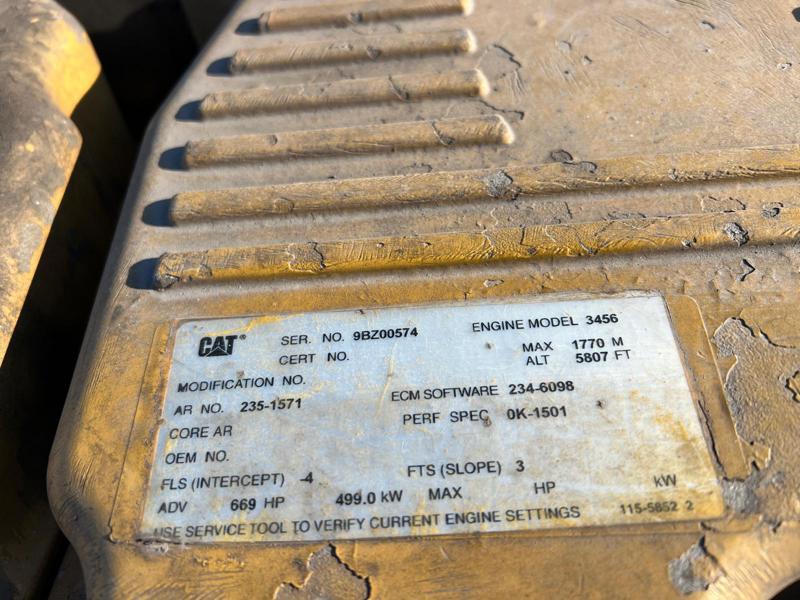 CAT® SER. NO. 9BZ00574 ENGINE MODEL 3456
CERT NO. MAX 1770 M
ALT 5807 FT
MODIFICATION NO.
AR NO. 235-1571 ECM SOFTWARE 234-6098
CORE AR PERF SPEC 0K-1501
OEM NO.
FLS (INTERCEPT) -4 FTS (SLOPE) 3
ADV 669 HP 499.0 kW MAX HP kW
USE SERVICE TOOL TO VERIFY CURRENT ENGINE SETTINGS 115-5852 2